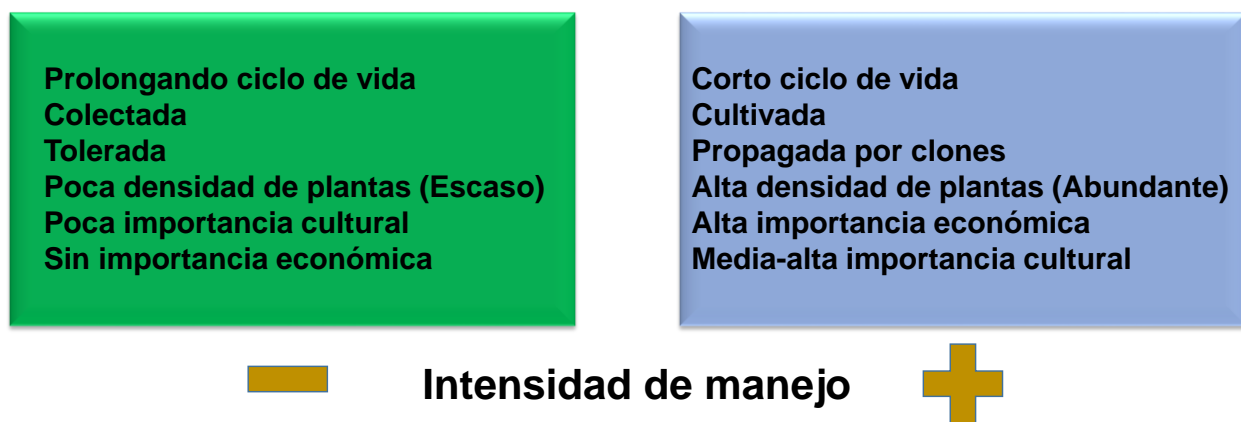 Prolongando ciclo de vida
Colectada
Tolerada
Poca densidad de plantas (Escaso)
Poca importancia cultural
Sin importancia económica
Corto ciclo de vida
Cultivada
Propagada por clones
Alta densidad de plantas (Abundante)
Alta importancia económica
Media-alta importancia cultural
Intensidad de manejo